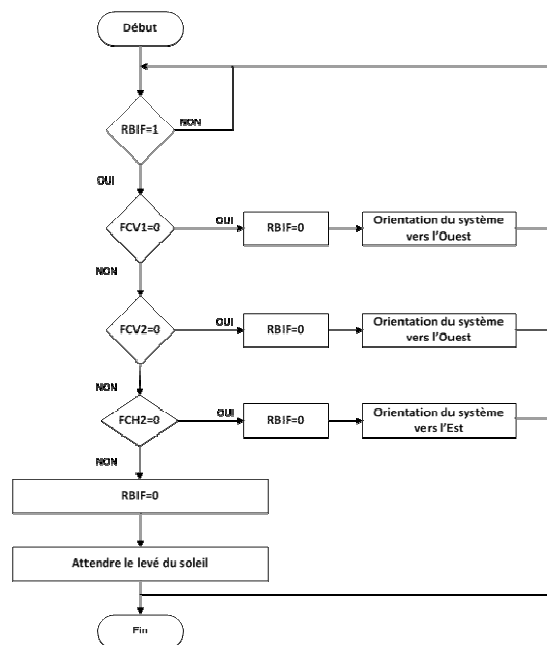 Début
RBIF=1
NON
OUI
FCV1=0
OUI
RBIF=0
Orientation du système
vers l'Ouest
NON
FCV2=0
OUI
RBIF=0
Orientation du système
vers l'Ouest
NON
FCH2=0
OUI
RBIF=0
Orientation du système
vers l'Est
NON
RBIF=0
Attendre le levé du soleil
Fin